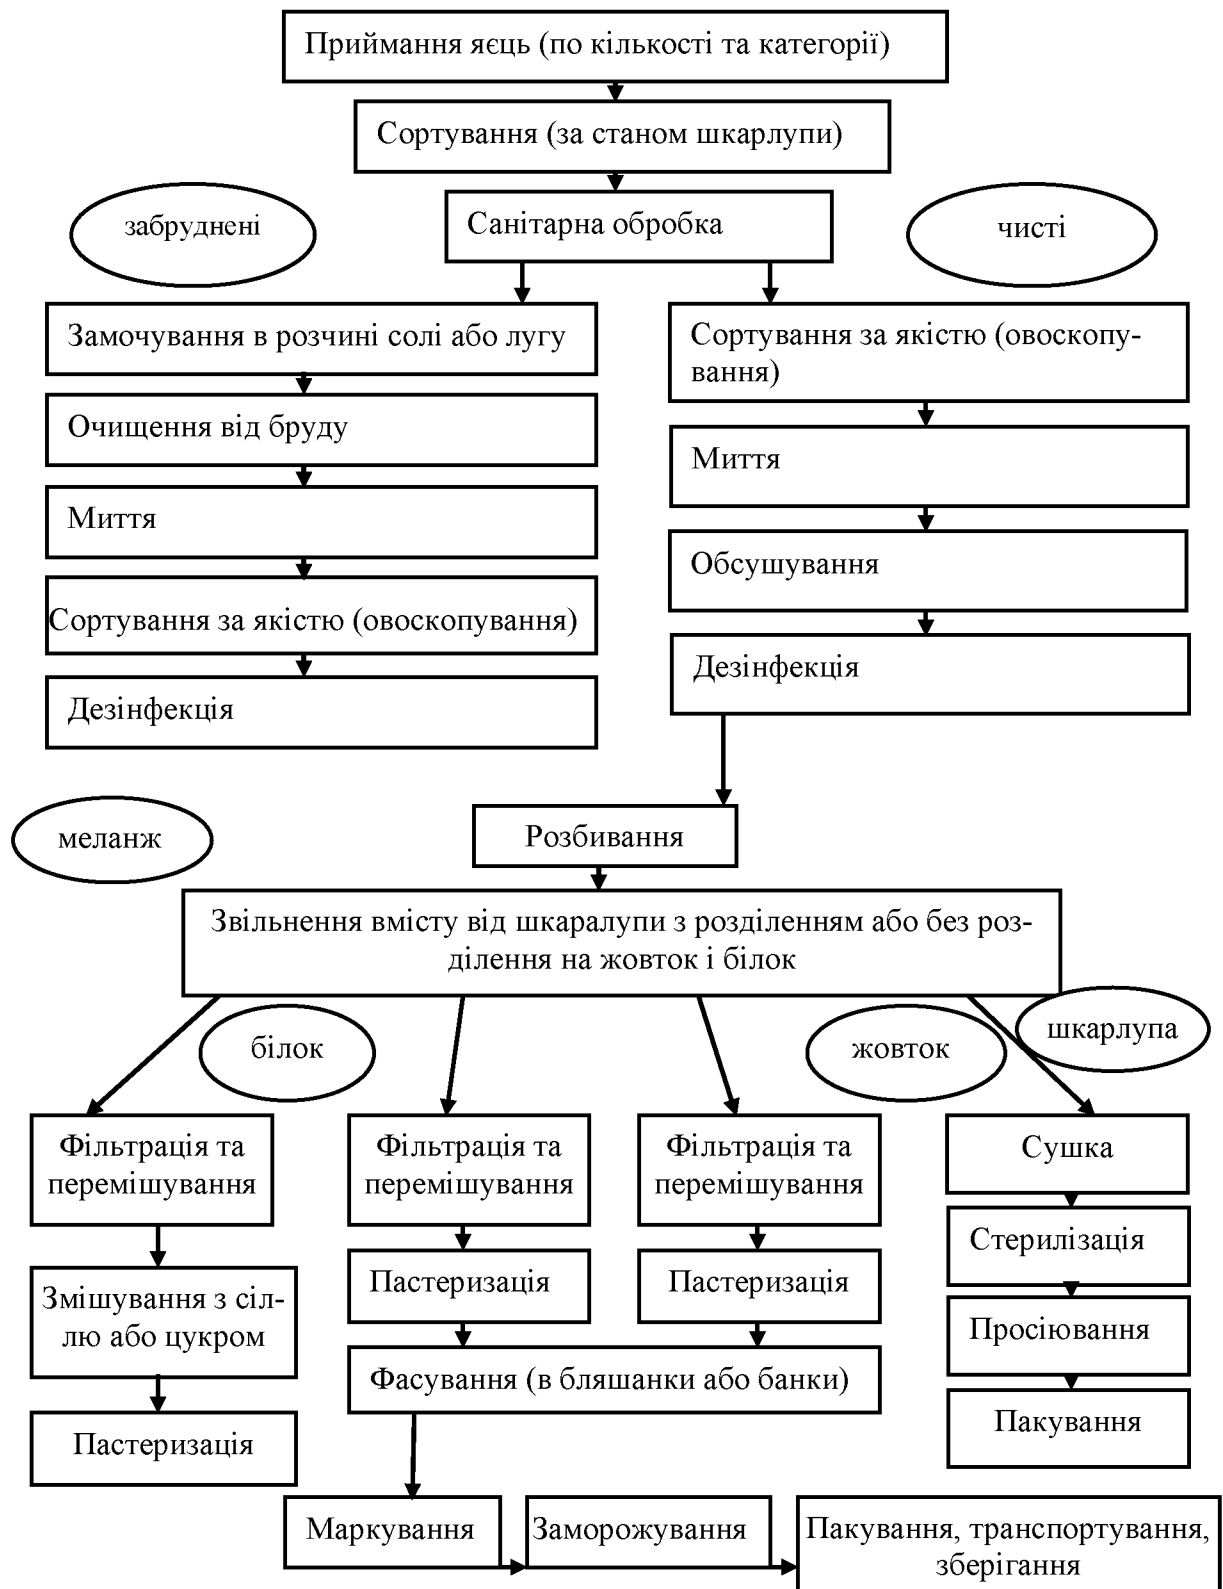 Приймання яєць (по кількості та категорії)
Сортування (за станом шкарлупи)
забруднені
Санітарна обробка
чисті
Замочування в розчині солі або лугу
Очищення від бруду
Миття
Сортування за якістю (овоскопування)
Дезінфекція
Сортування за якістю (овоскопу-
вання)
Миття
Обсушування
Дезінфекція
меланж
Розбивання
Звільнення вмісту від шкаралупи з розділенням або без роз-
ділення на жовток і білок
білок
жовток
шкарлупа
Фільтрація та
перемішування
Змішування з сіл-
лю або цукром
Пастеризація
Фільтрація та
перемішування
Пастеризація
Фільтрація та
перемішування
Пастеризація
Фасування (в бляшанки або банки)
Сушка
Стерилізація
Просіювання
Пакування
Маркування
Заморожування
Пакування, транспортування,
зберігання